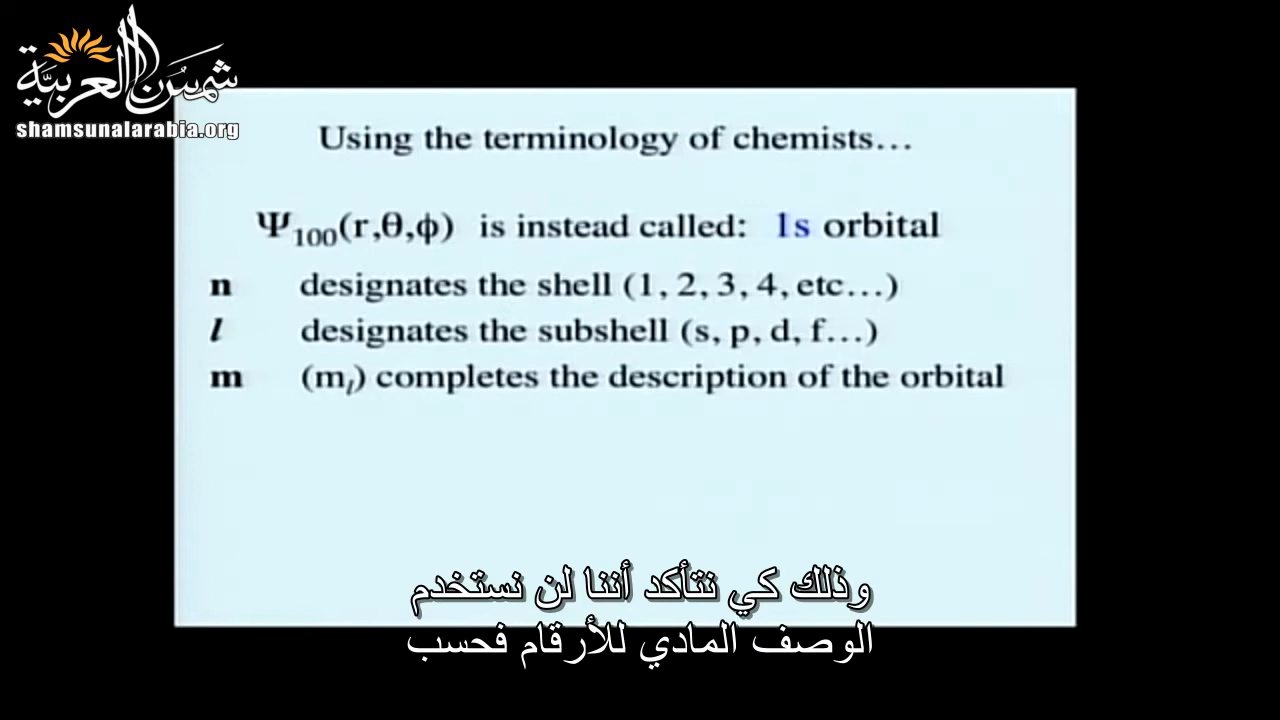 شمس العربية
shamsunalarabia.org
Using the terminology of chemists…
Ψ₁₀₀(r,θ,ϕ) is instead called: 1s orbital
n designates the shell (1, 2, 3, 4, etc…)
l designates the subshell (s, p, d, f…)
m (mₗ) completes the description of the orbital
وذلك كي نتأكد أننا لن نستخدم
الوصف المادي للأرقام فحسب